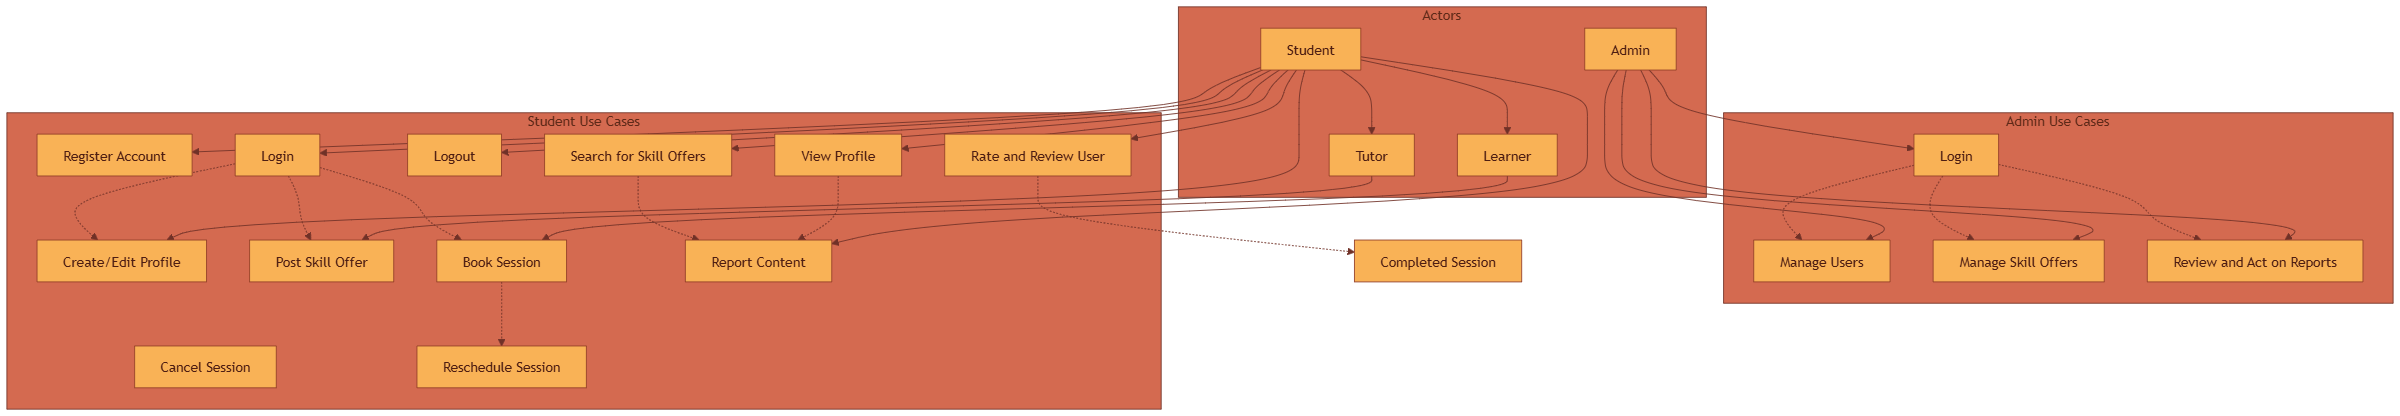 Actors
Student
Admin
Student Use Cases
Admin Use Cases
Register Account
Login
Logout
Search for Skill Offers
View Profile
Rate and Review User
Tutor
Learner
Login
Create/Edit Profile
Post Skill Offer
Book Session
Report Content
Completed Session
Manage Users
Manage Skill Offers
Review and Act on Reports
Cancel Session
Reschedule Session